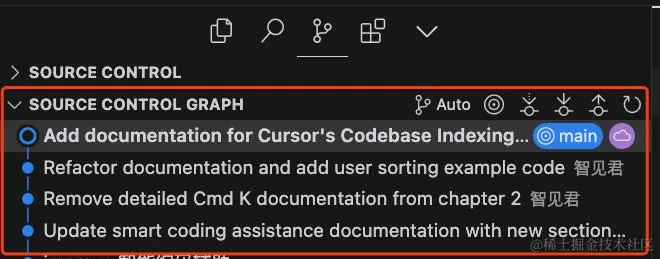 SOURCE CONTROL
SOURCE CONTROL GRAPH Auto
Add documentation for Cursor's Codebase Indexing... main
Refactor documentation and add user sorting example code 智见君
Remove detailed Cmd K documentation from chapter 2 智见君
Update smart coding assistance documentation with new section...
@稀土掘金技术社区